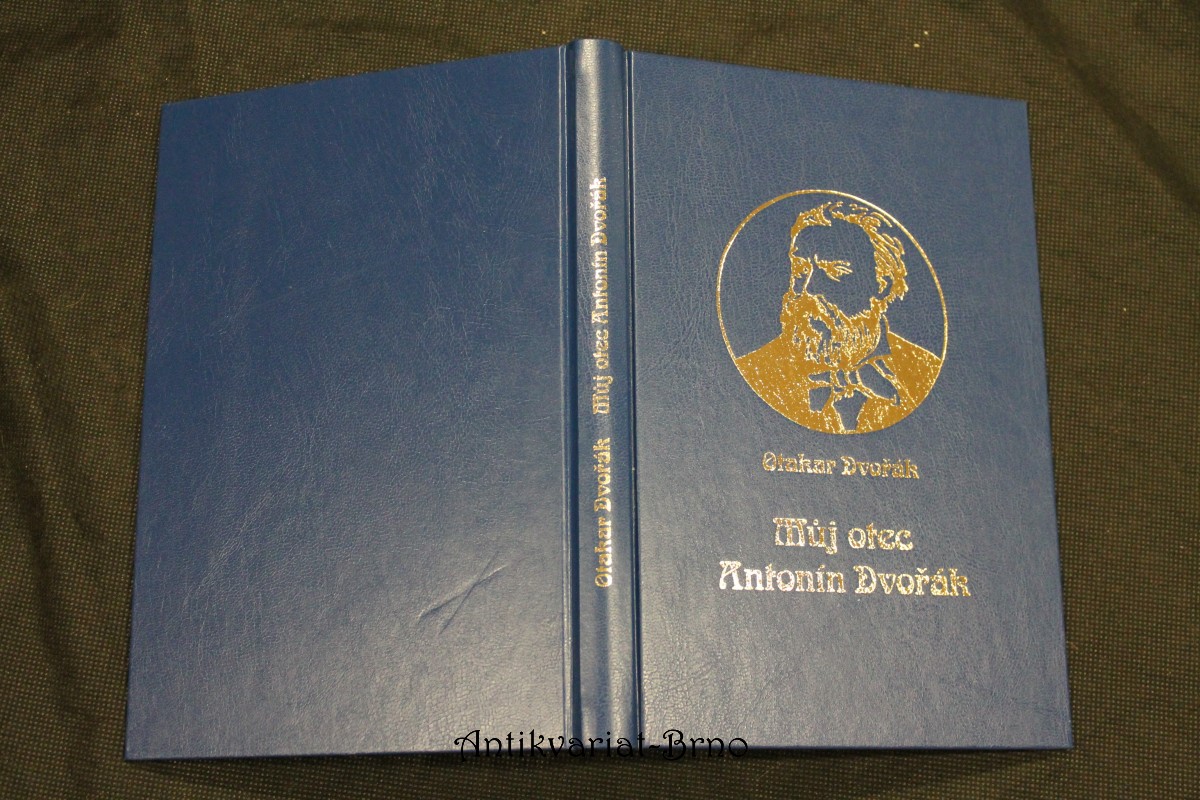 Otakar Dvořák
Můj otec
Antonín Dvořák
Otakar Dvořák Můj otec Antonín Dvořák
Antikvariat-Brno